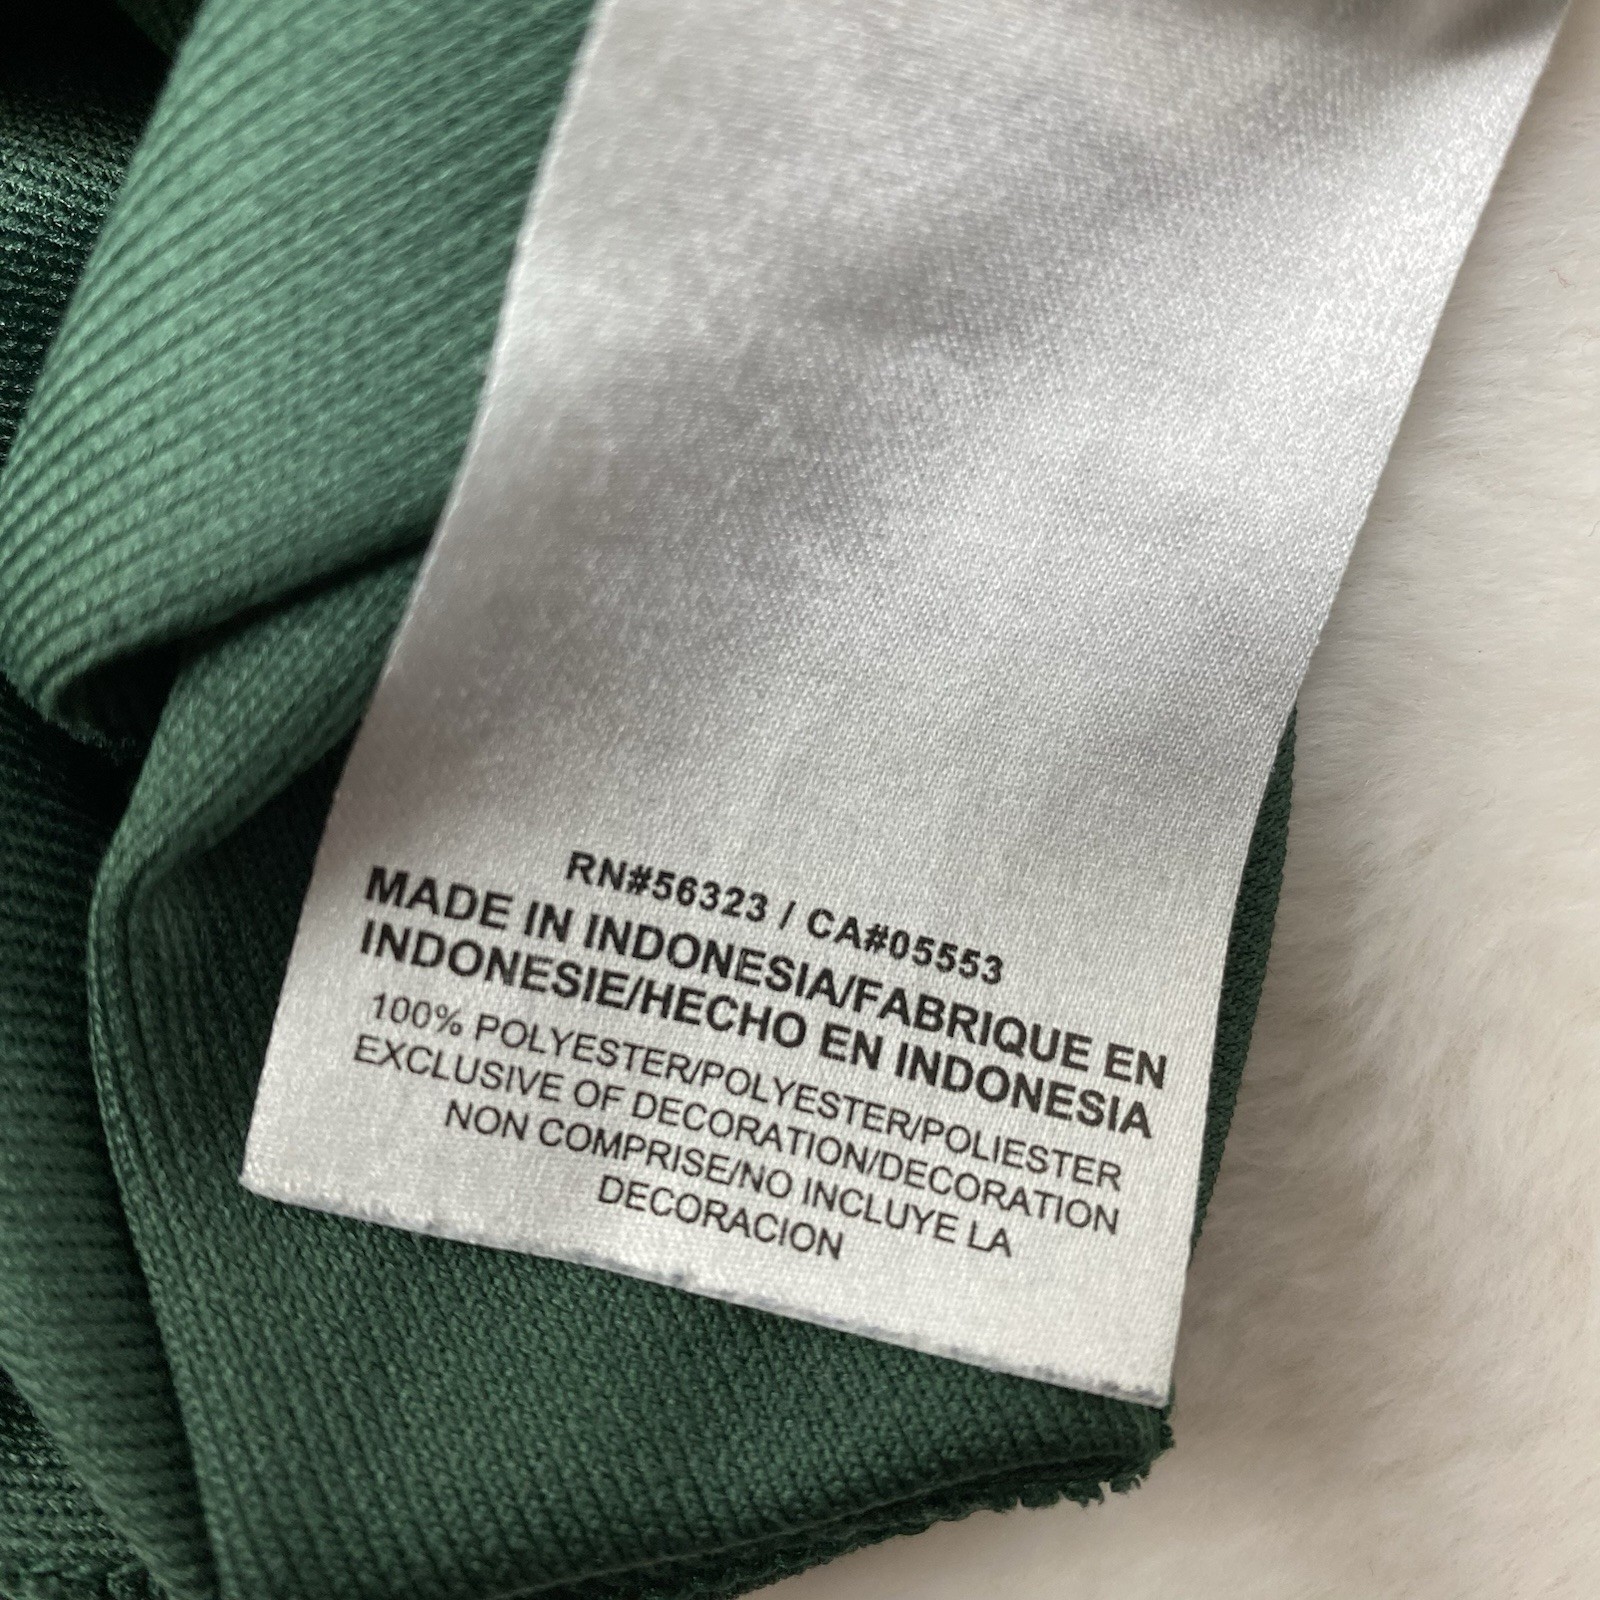 RN#56323 / CA#05553
MADE IN INDONESIA/FABRIQUE EN
INDONESIE/HECHO EN INDONESIA
100% POLYESTER/POLYESTER/POLIESTER
EXCLUSIVE OF DECORATION/DECORATION
NON COMPRISE/NO INCLUYE LA
DECORACION